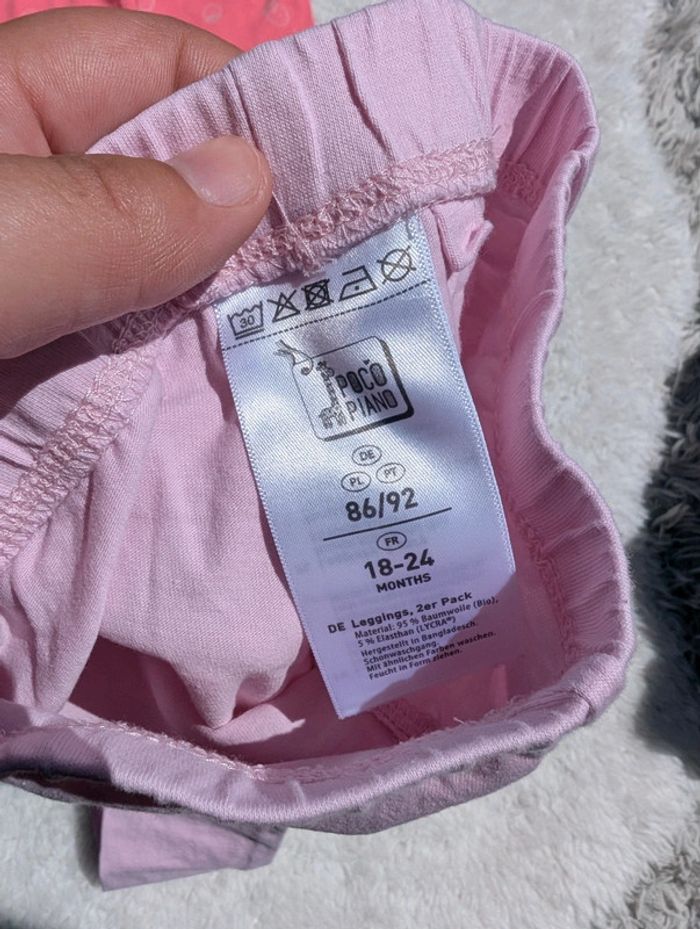 30
POCO
PIANO
DE
PL PT
86/92
FR
18-24
MONTHS
DE Leggings, 2er Pack
Material: 95 % Baumwolle (Bio),
5 % Elasthan (LYCRA®)
Hergestellt in Bangladesch.
Schonwaschgang.
Mit ähnlichen Farben waschen.
Feucht in Form ziehen.